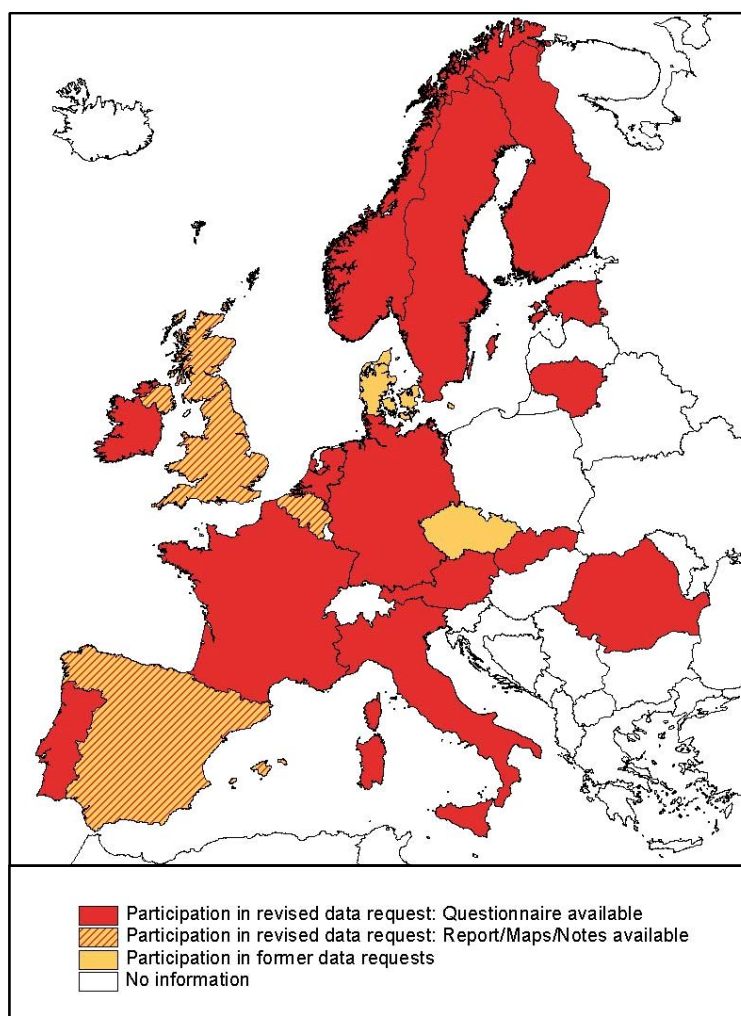 Participation in revised data request: Questionnaire available
Participation in revised data request: Report/Maps/Notes available
Participation in former data requests
No information